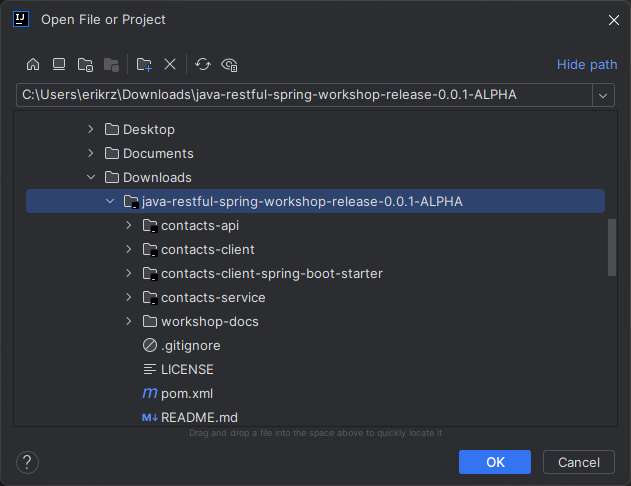 IJ Open File or Project
Hide path
C:\Users\erikrz\Downloads\java-restful-spring-workshop-release-0.0.1-ALPHA
Desktop
Documents
Downloads
java-restful-spring-workshop-release-0.0.1-ALPHA
contacts-api
contacts-client
contacts-client-spring-boot-starter
contacts-service
workshop-docs
.gitignore
LICENSE
m pom.xml
M↓ README.md
Drag and drop a file into the space above to quickly locate it
? OK Cancel